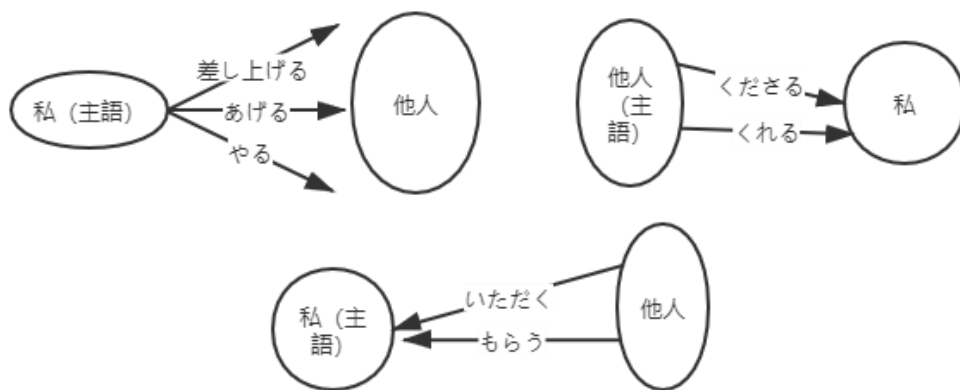 私（主語）
差し上げる
あげる
やる
他人
他人
（主
語）
くださる
くれる
私
私（主
語）
いただく
もらう
他人